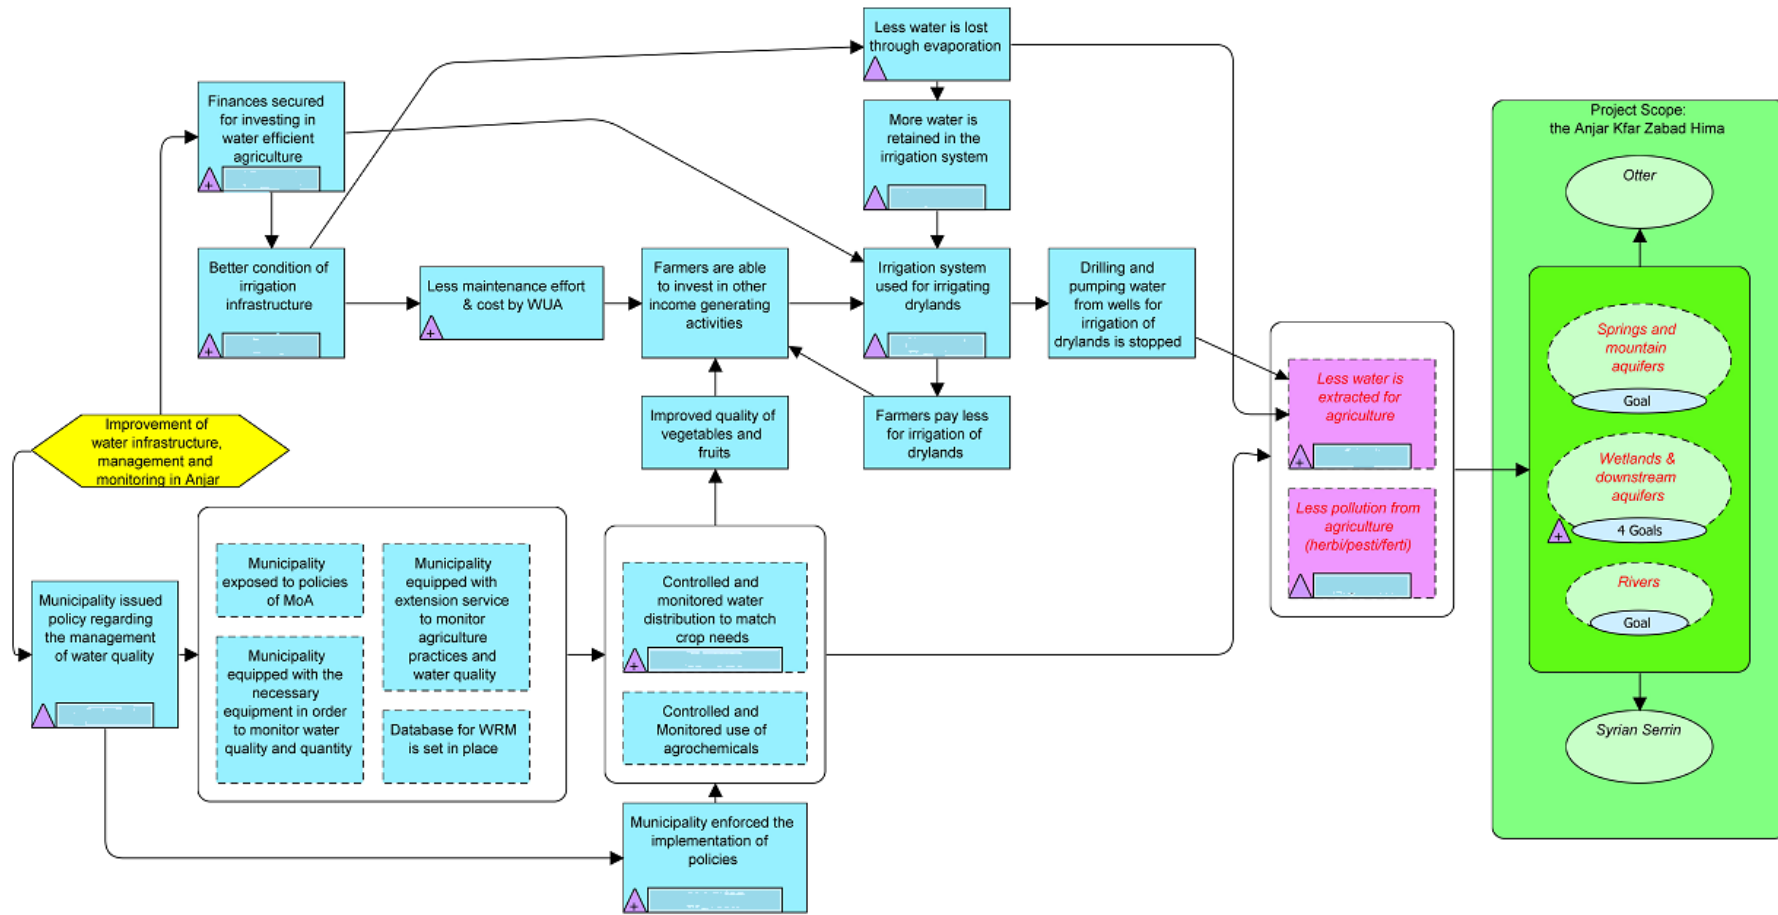 Less water is lost
through evaporation
Finances secured
for investing in
water efficient
agriculture
+
More water is
retained in the
irrigation system
Project Scope:
the Anjar Kfar Zabad Hima
Otter
Better condition of
irrigation
infrastructure
+
Less maintenance effort
& cost by WUA
+
Farmers are able
to invest in other
income generating
activities
Irrigation system
used for irrigating
drylands
Drilling and
pumping water
from wells for
irrigation of
drylands is stopped
Springs and
mountain
aquifers
Goal
Less water is
extracted for
agriculture
+
Improved quality of
vegetables and
fruits
Farmers pay less
for irrigation of
drylands
Improvement of
water infrastructure,
management and
monitoring in Anjar
Wetlands &
downstream
aquifers
+
4 Goals
Less pollution from
agriculture
(herbi/pesti/ferti)
Rivers
Goal
Municipality issued
policy regarding
the management
of water quality
Municipality
exposed to policies
of MoA
Municipality
equipped with
extension service
to monitor
agriculture
practices and
water quality
Municipality
equipped with the
necessary
equipment in order
to monitor water
quality and quantity
Database for WRM
is set in place
Controlled and
monitored water
distribution to match
crop needs
+
Controlled and
Monitored use of
agrochemicals
Syrian Serrin
Municipality enforced the
implementation of
policies
+